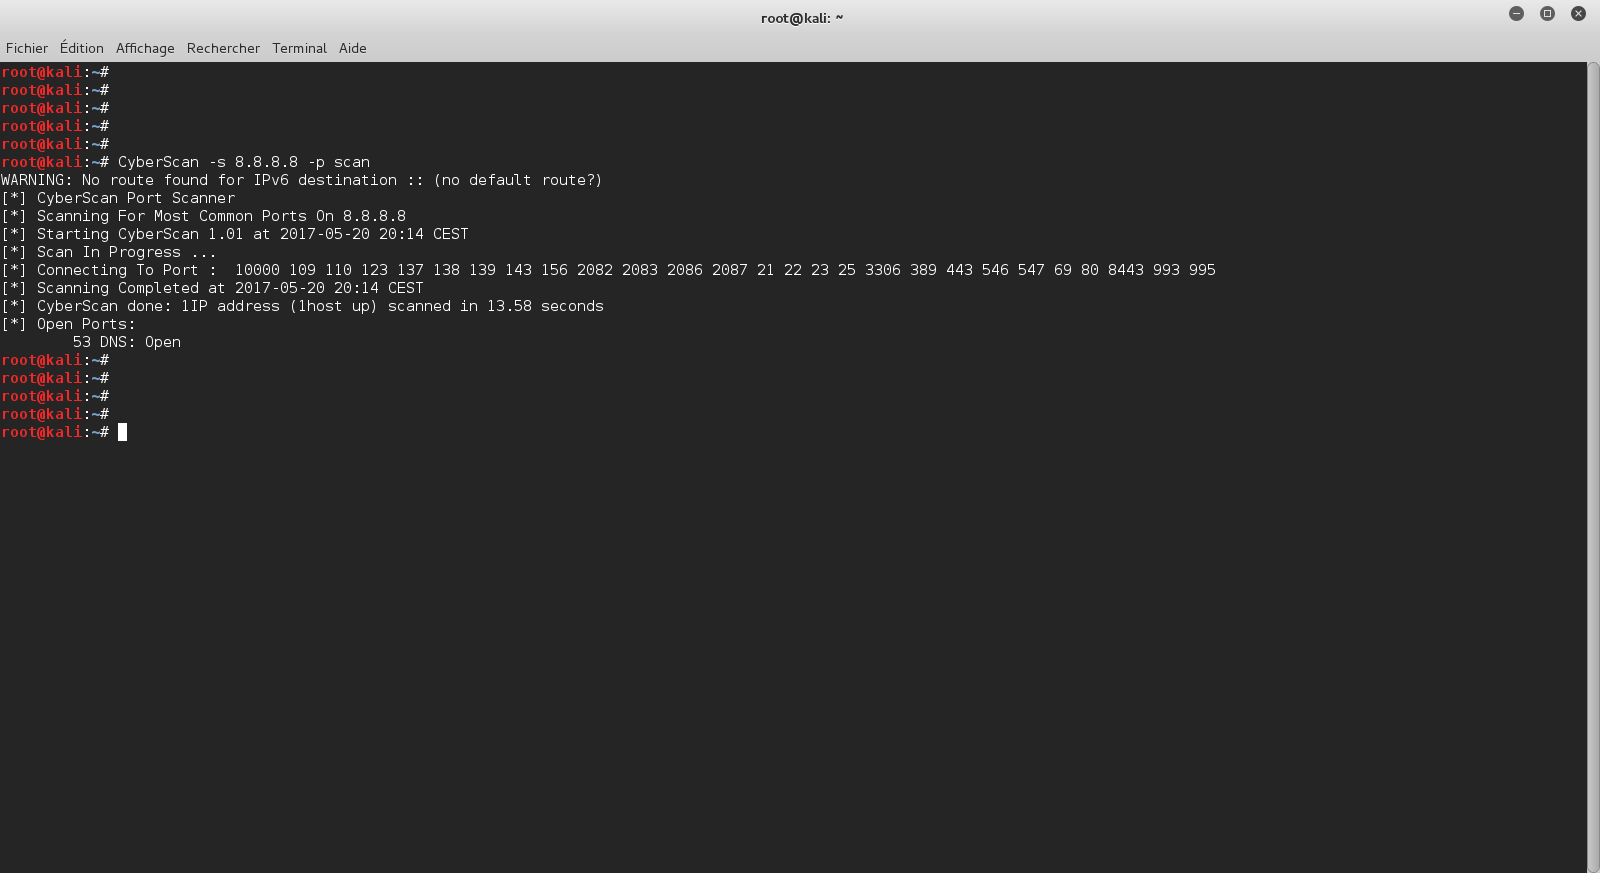 root@kali: ~
Fichier Édition Affichage Rechercher Terminal Aide
root@kali:~#
root@kali:~#
root@kali:~#
root@kali:~#
root@kali:~#
root@kali:~# CyberScan -s 8.8.8.8 -p scan
WARNING: No route found for IPv6 destination :: (no default route?)
[*] CyberScan Port Scanner
[*] Scanning For Most Common Ports On 8.8.8.8
[*] Starting CyberScan 1.01 at 2017-05-20 20:14 CEST
[*] Scan In Progress ...
[*] Connecting To Port :  10000 109 110 123 137 138 139 143 156 2082 2083 2086 2087 21 22 23 25 3306 389 443 546 547 69 80 8443 993 995
[*] Scanning Completed at 2017-05-20 20:14 CEST
[*] CyberScan done: 1IP address (1host up) scanned in 13.58 seconds
[*] Open Ports:
        53 DNS: Open
root@kali:~#
root@kali:~#
root@kali:~#
root@kali:~#
root@kali:~#